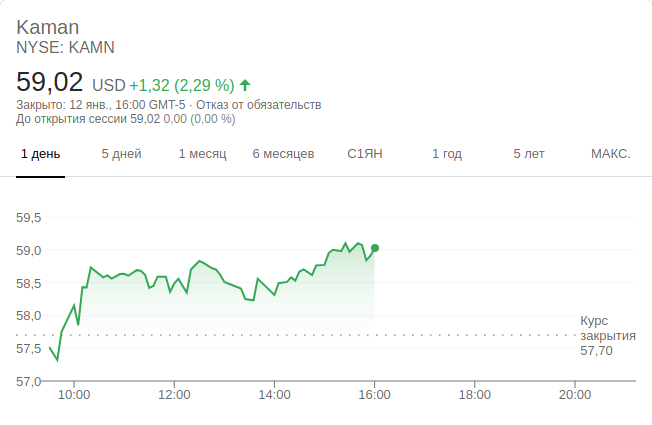 Kaman
NYSE: KAMN
59,02 USD +1,32 (2,29 %)
Закрыто: 12 янв., 16:00 GMT-5 · Отказ от обязательств
До открытия сессии 59,02 0,00 (0,00 %)
1 день 5 дней 1 месяц 6 месяцев С1ЯН 1 год 5 лет МАКС.
59,5
59,0
58,5
58,0
Курс
закрытия
57,70
57,5
57,0
10:00 12:00 14:00 16:00 18:00 20:00